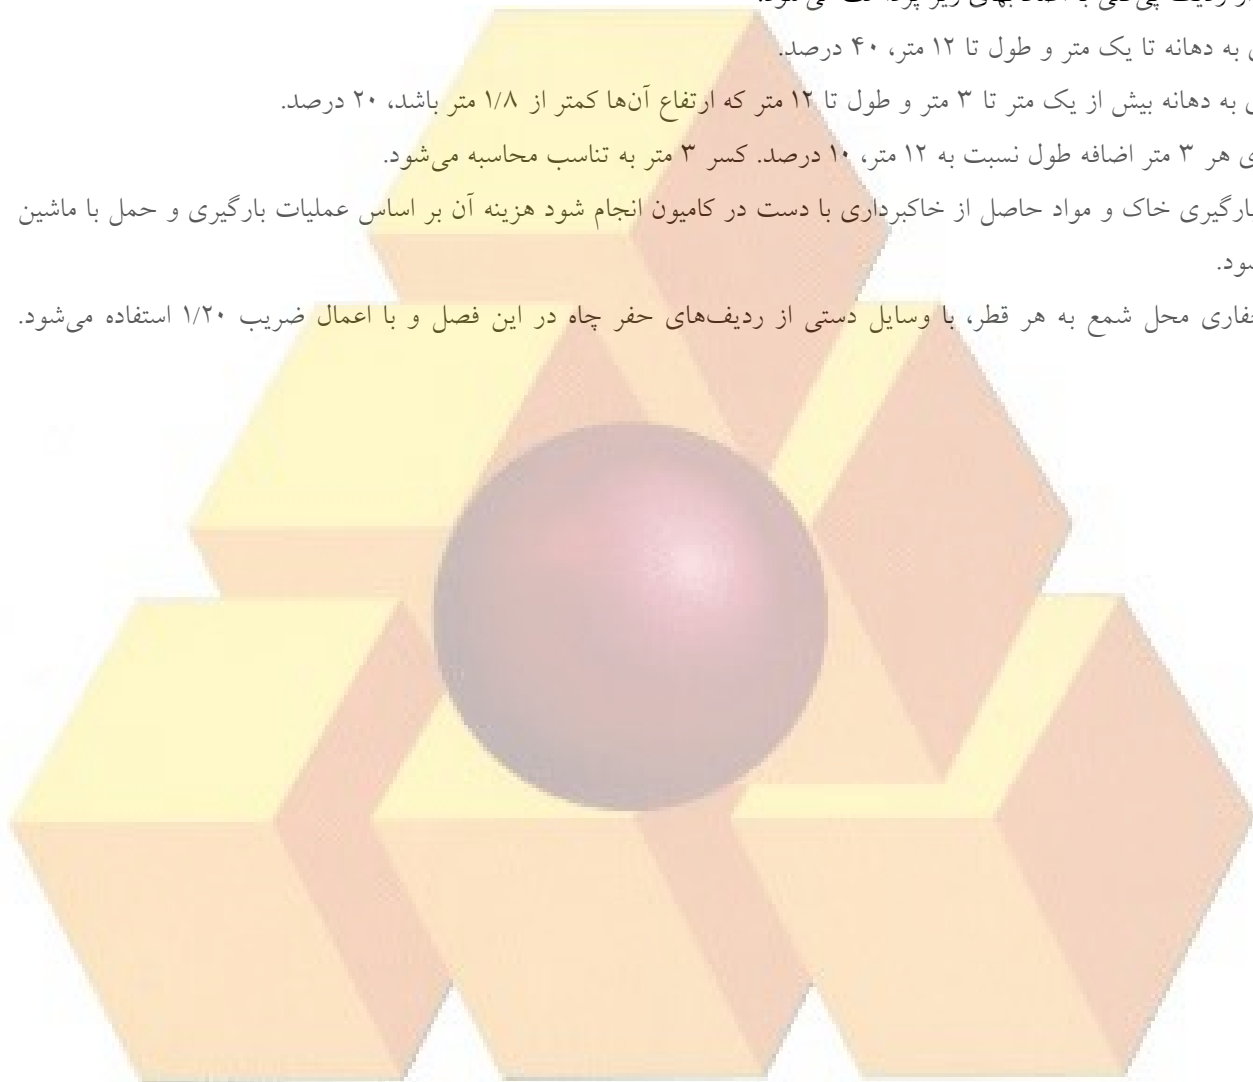 ی به دهانه تا یک متر و طول تا ۱۲ متر، ۴۰ درصد.
ی به دهانه بیش از یک متر تا ۳ متر و طول تا ۱۲ متر که ارتفاع آن‌ها کمتر از ۱/۸ متر باشد، ۲۰ درصد.
ی هر ۳ متر اضافه طول نسبت به ۱۲ متر، ۱۰ درصد. کسر ۳ متر به تناسب محاسبه می‌شود.
بارگیری خاک و مواد حاصل از خاکبرداری با دست در کامیون انجام شود هزینه آن بر اساس عملیات بارگیری و حمل با ماشین
شود.
حفاری محل شمع به هر قطر، با وسایل دستی از ردیف‌های حفر چاه در این فصل و با اعمال ضریب ۱/۲۰ استفاده می‌شود.